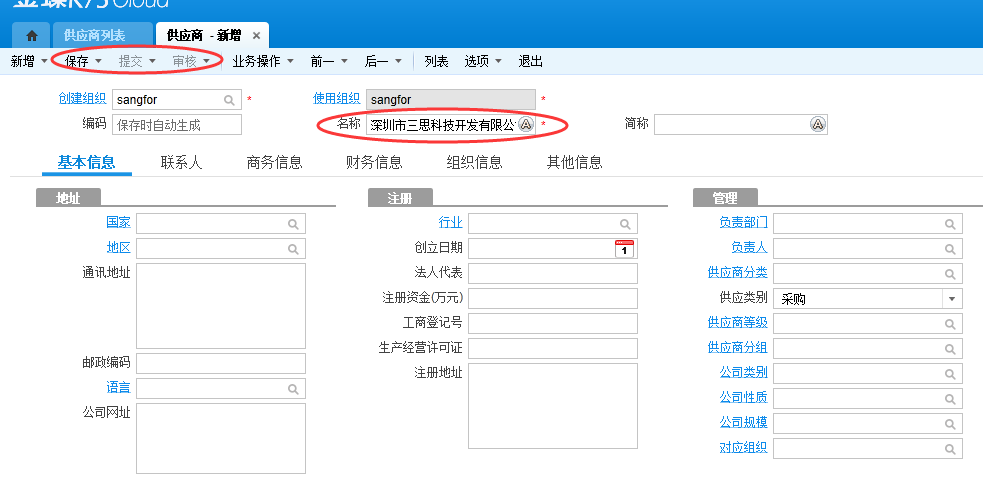 金蝶K/3 Cloud
供应商列表 供应商 - 新增 ×
新增 保存 提交 审核 业务操作 前一 后一 列表 选项 退出
创建组织 sangfor * 使用组织 sangfor *
编码 保存时自动生成 名称 深圳市三思科技开发有限公 A * 简称 A
基本信息 联系人 商务信息 财务信息 组织信息 其他信息
地址 注册 管理
国家 行业 负责部门
地区 创立日期 1 负责人
通讯地址 法人代表 供应商分类
注册资金(万元) 供应类别 采购
工商登记号 供应商等级
邮政编码 生产经营许可证 供应商分组
语言 注册地址 公司类别
公司网址 公司性质
公司规模
对应组织